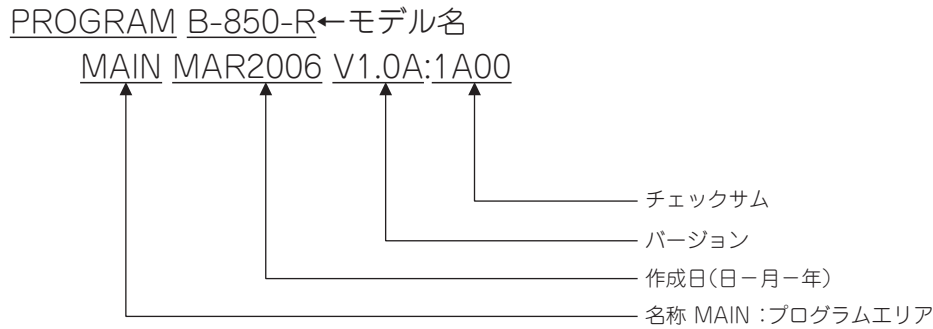 PROGRAM B-850-R←モデル名
MAIN MAR2006 V1.0A:1A00
チェックサム
バージョン
作成日(日－月－年)
名称 MAIN：プログラムエリア